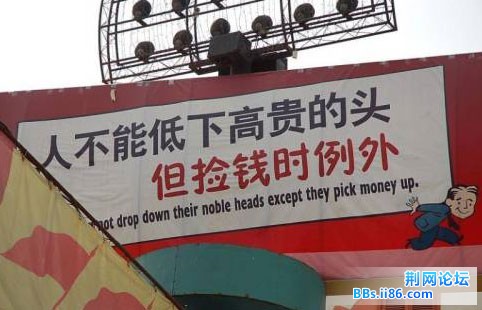 人不能低下高贵的头
但捡钱时例外
not drop down their noble heads except they pick money up.
荆网论坛
BBs.ii86.com